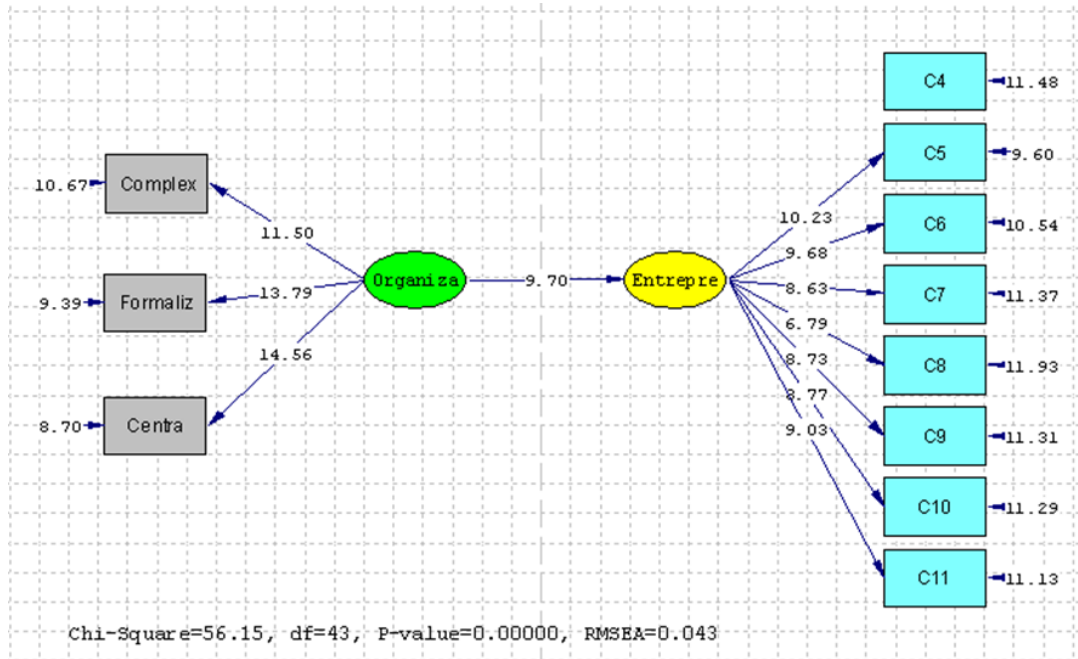 C4
11.48
C5
9.60
Complex
10.67
10.23
C6
10.54
11.50
9.68
Organiza
9.70
Entrepre
8.63
C7
11.37
Formaliz
9.39
13.79
6.79
C8
11.93
14.56
8.73
8.77
Centra
8.70
9.03
C9
11.31
C10
11.29
C11
11.13
Chi-Square=56.15, df=43, P-value=0.00000, RMSEA=0.043